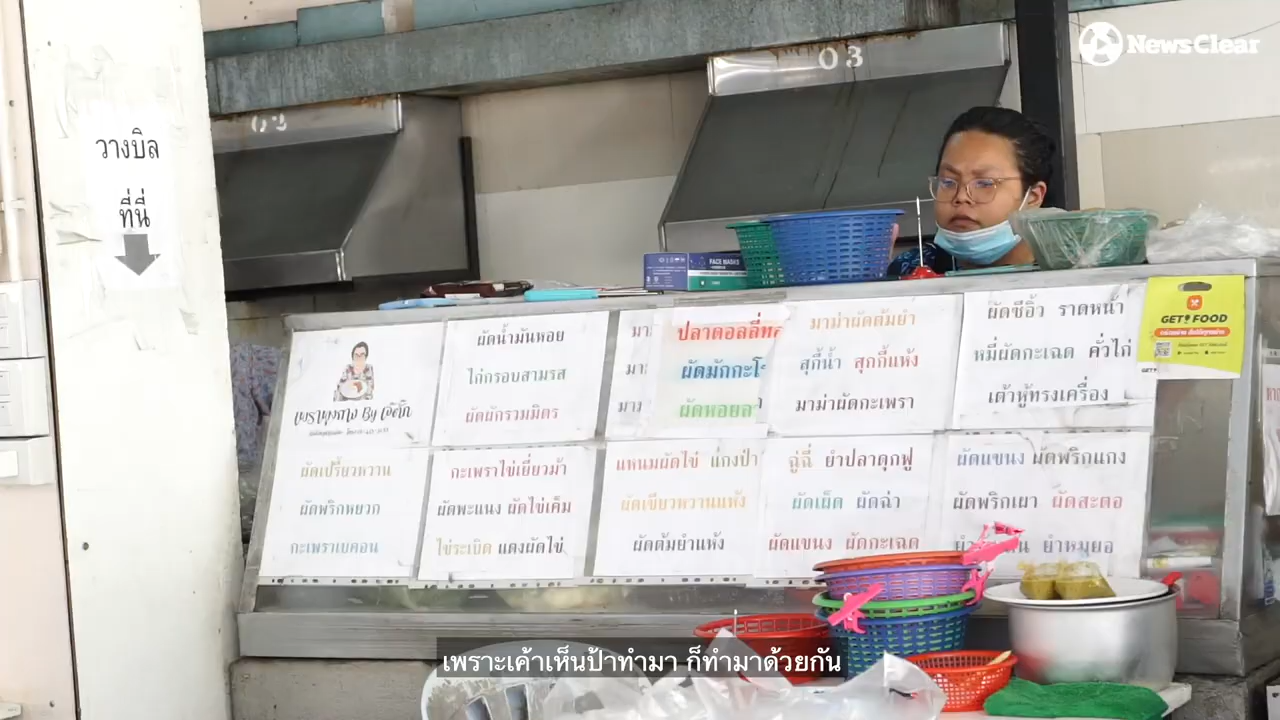 NewsClear
03
วางบิล
ที่นี่
FACE MASKS
GET FOOD
ผัดน้ำมันหอย
ไก่กรอบสามรส
ผัดผักรวมมิตร
ปลาดอลลี่ทอ
ผัดมักกะโ
ผัดหอยล
มาม่าผัดต้มยำ
สุกี้น้ำ สุกกี้แห้ง
มาม่าผัดกะเพรา
ผัดซีอิ้ว ราดหน้า
หมี่ผัดกะเฉด คั่วไก่
เต้าหู้ทรงเครื่อง
ผัดเปรี้ยวหวาน
ผัดพริกหยวก
กะเพราเบคอน
กะเพราไข่เยี่ยวม้า
ผัดพะแนง ผัดไข่เค็ม
ไข่ระเบิด แตงผัดไข่
แหนมผัดไข่ แกงป่า
ผัดเขียวหวานแห้ง
ผัดต้มยำแห้ง
ฉู่ฉี่ ยำปลาดุกฟู
ผัดเผ็ด ผัดฉ่า
ผัดแขนง ผัดกะเฉด
ผัดแขนง ผัดพริกแกง
ผัดพริกเผา ผัดสะตอ
ยำหมูยอ
เพราะเค้าเห็นป้าทำมา ก็ทำมาด้วยกัน